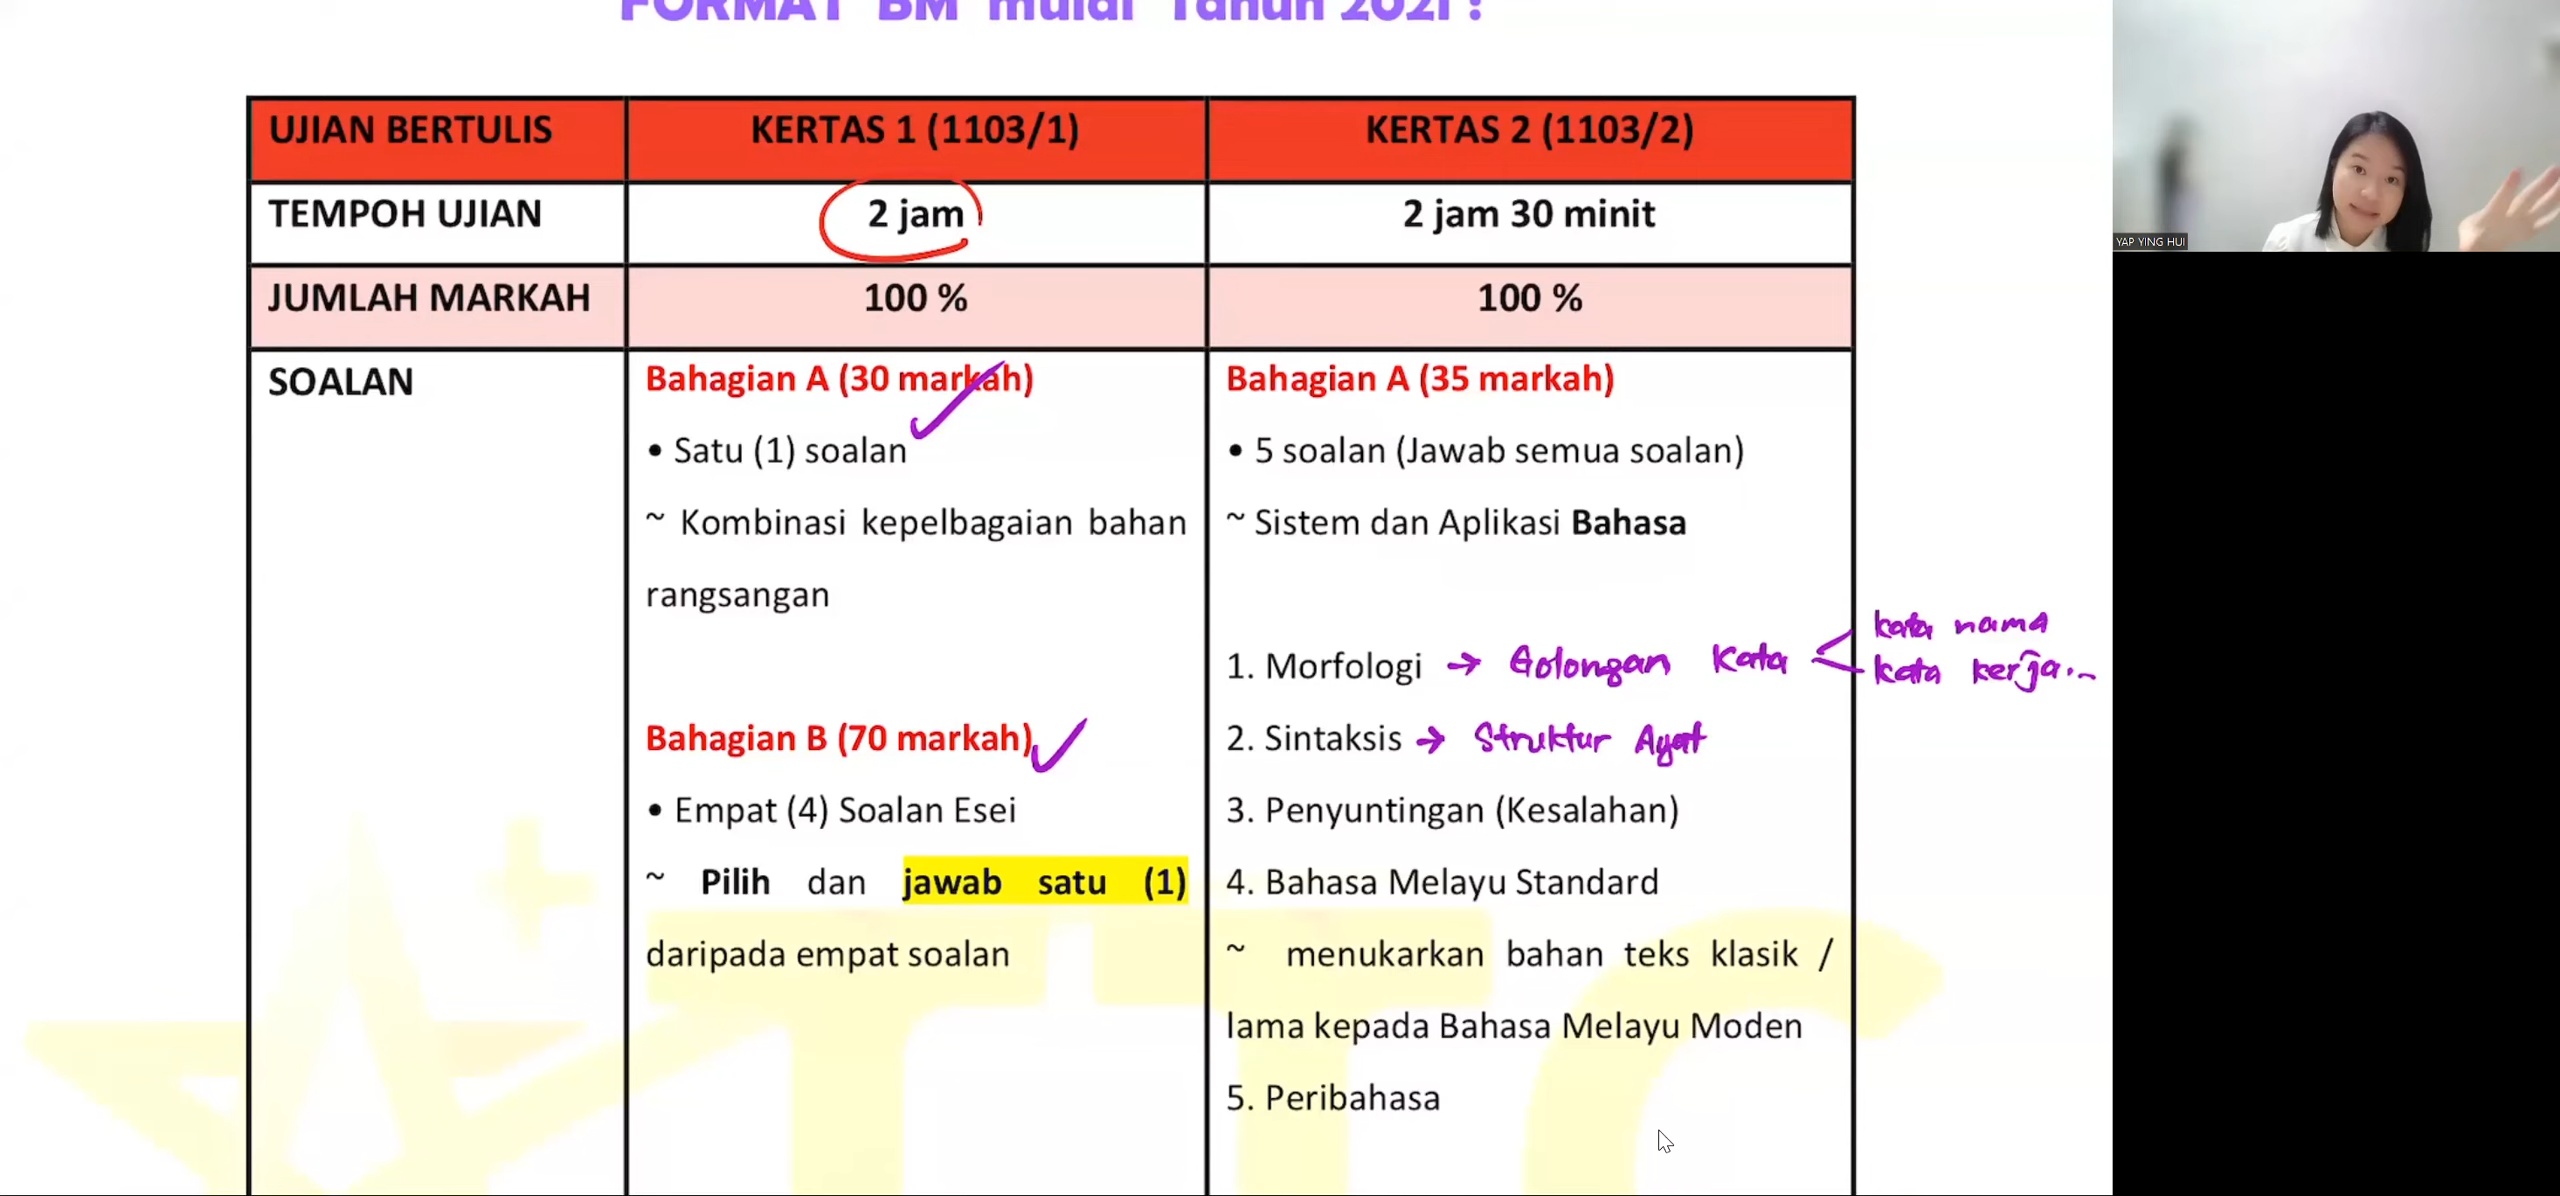 FORMAT BM mulai Tahun 2021 :
YAP YING HUI
UJIAN BERTULIS
KERTAS 1 (1103/1)
KERTAS 2 (1103/2)
TEMPOH UJIAN
2 jam
2 jam 30 minit
JUMLAH MARKAH
100 %
100 %
SOALAN
Bahagian A (30 markah)
• Satu (1) soalan
~ Kombinasi kepelbagaian bahan
rangsangan
Bahagian B (70 markah)
• Empat (4) Soalan Esei
~ Pilih dan jawab satu (1)
daripada empat soalan
Bahagian A (35 markah)
• 5 soalan (Jawab semua soalan)
~ Sistem dan Aplikasi Bahasa
1. Morfologi → Golongan Kata
kata nama
kata kerja..
2. Sintaksis → Struktur Ayat
3. Penyuntingan (Kesalahan)
4. Bahasa Melayu Standard
~ menukarkan bahan teks klasik /
lama kepada Bahasa Melayu Moden
5. Peribahasa
TTC